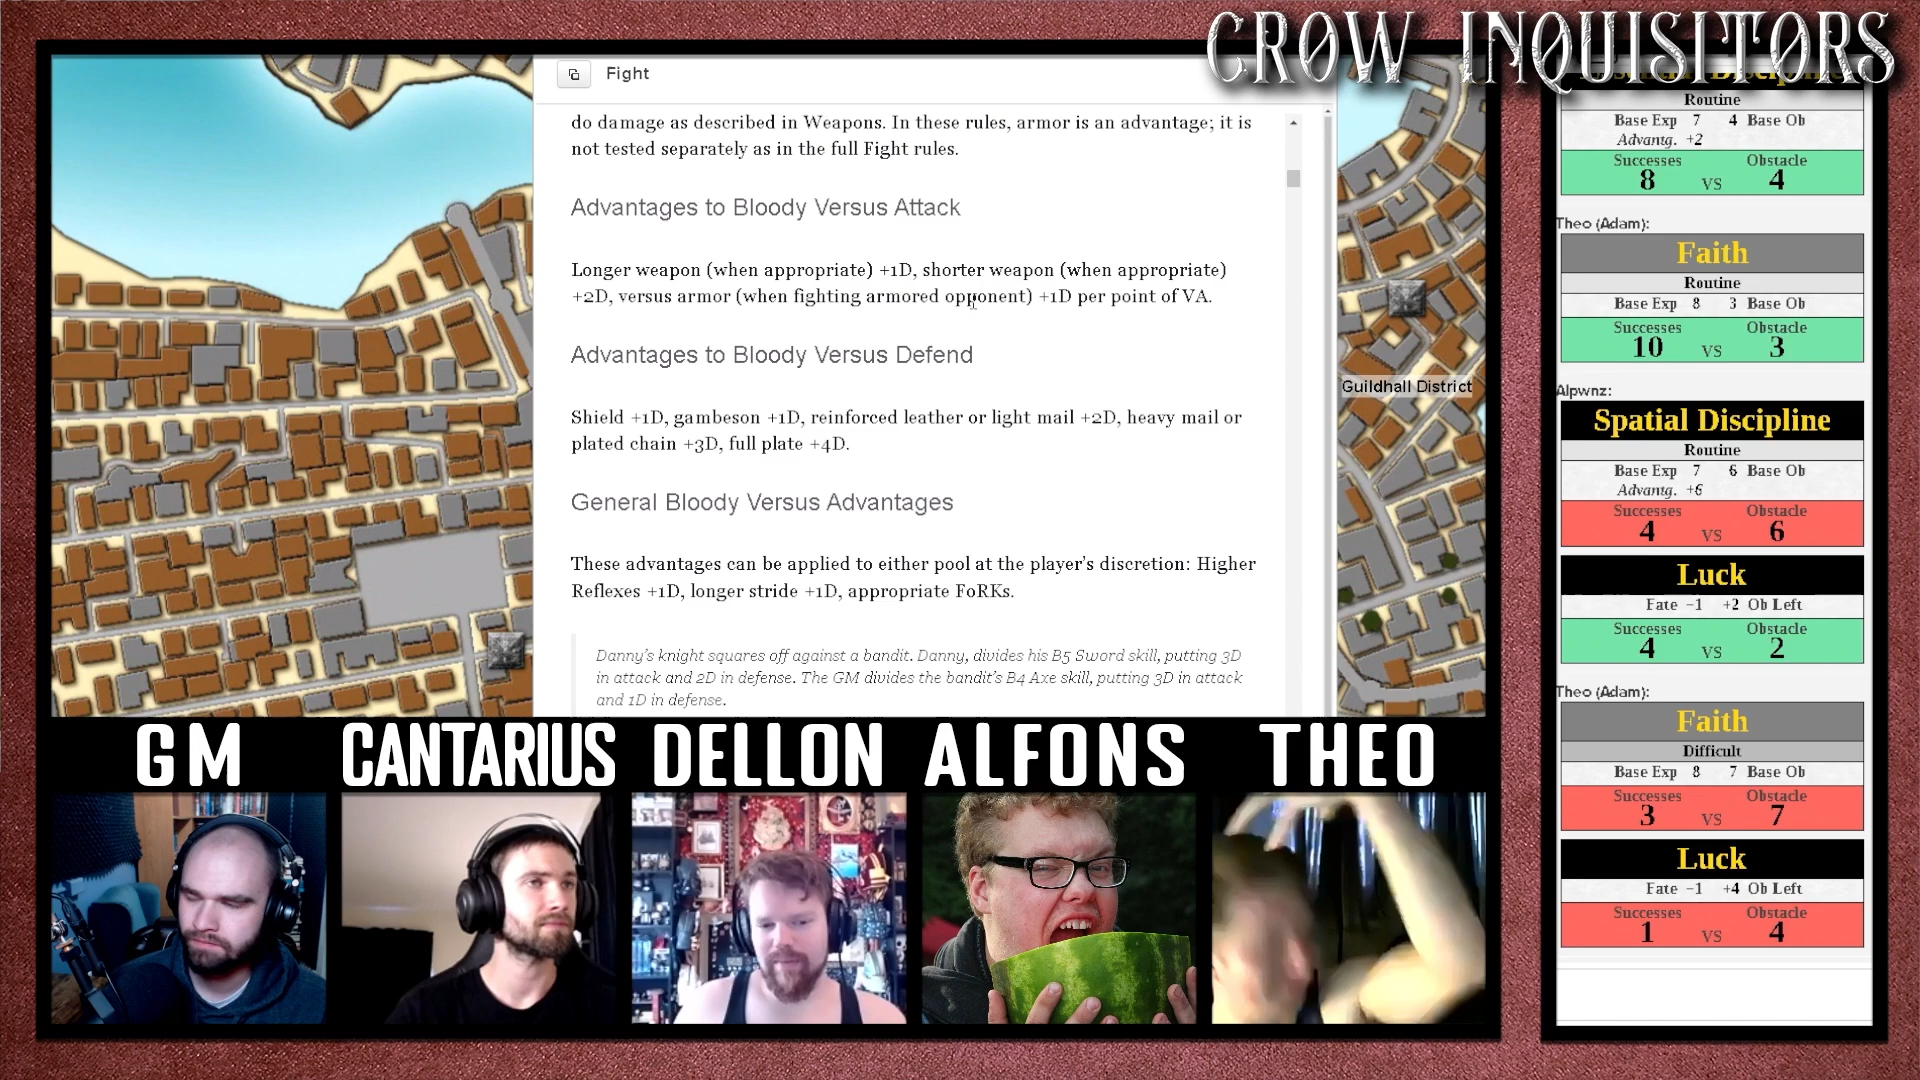 CROW INQUISITORS
Fight
do damage as described in Weapons. In these rules, armor is an advantage; it is
not tested separately as in the full Fight rules.
Advantages to Bloody Versus Attack
Longer weapon (when appropriate) +1D, shorter weapon (when appropriate)
+2D, versus armor (when fighting armored opponent) +1D per point of VA.
Advantages to Bloody Versus Defend
Shield +1D, gambeson +1D, reinforced leather or light mail +2D, heavy mail or
plated chain +3D, full plate +4D.
General Bloody Versus Advantages
These advantages can be applied to either pool at the player's discretion: Higher
Reflexes +1D, longer stride +1D, appropriate FoRKs.
Danny's knight squares off against a bandit. Danny, divides his B5 Sword skill, putting 3D
in attack and 2D in defense. The GM divides the bandit's B4 Axe skill, putting 3D in attack
and 1D in defense.
Guildhall District
GM
CANTARIUS
DELLON
ALFONS
THEO
Discipline
Routine
Base Exp 7 4 Base Ob
Advantg. +2
Successes Obstacle
8 VS 4
Theo (Adam):
Faith
Routine
Base Exp 8 3 Base Ob
Successes Obstacle
10 VS 3
Alpwnz:
Spatial Discipline
Routine
Base Exp 7 6 Base Ob
Advantg. +6
Successes Obstacle
4 VS 6
Luck
Fate −1 +2 Ob Left
Successes Obstacle
4 VS 2
Theo (Adam):
Faith
Difficult
Base Exp 8 7 Base Ob
Successes Obstacle
3 VS 7
Luck
Fate −1 +4 Ob Left
Successes Obstacle
1 VS 4